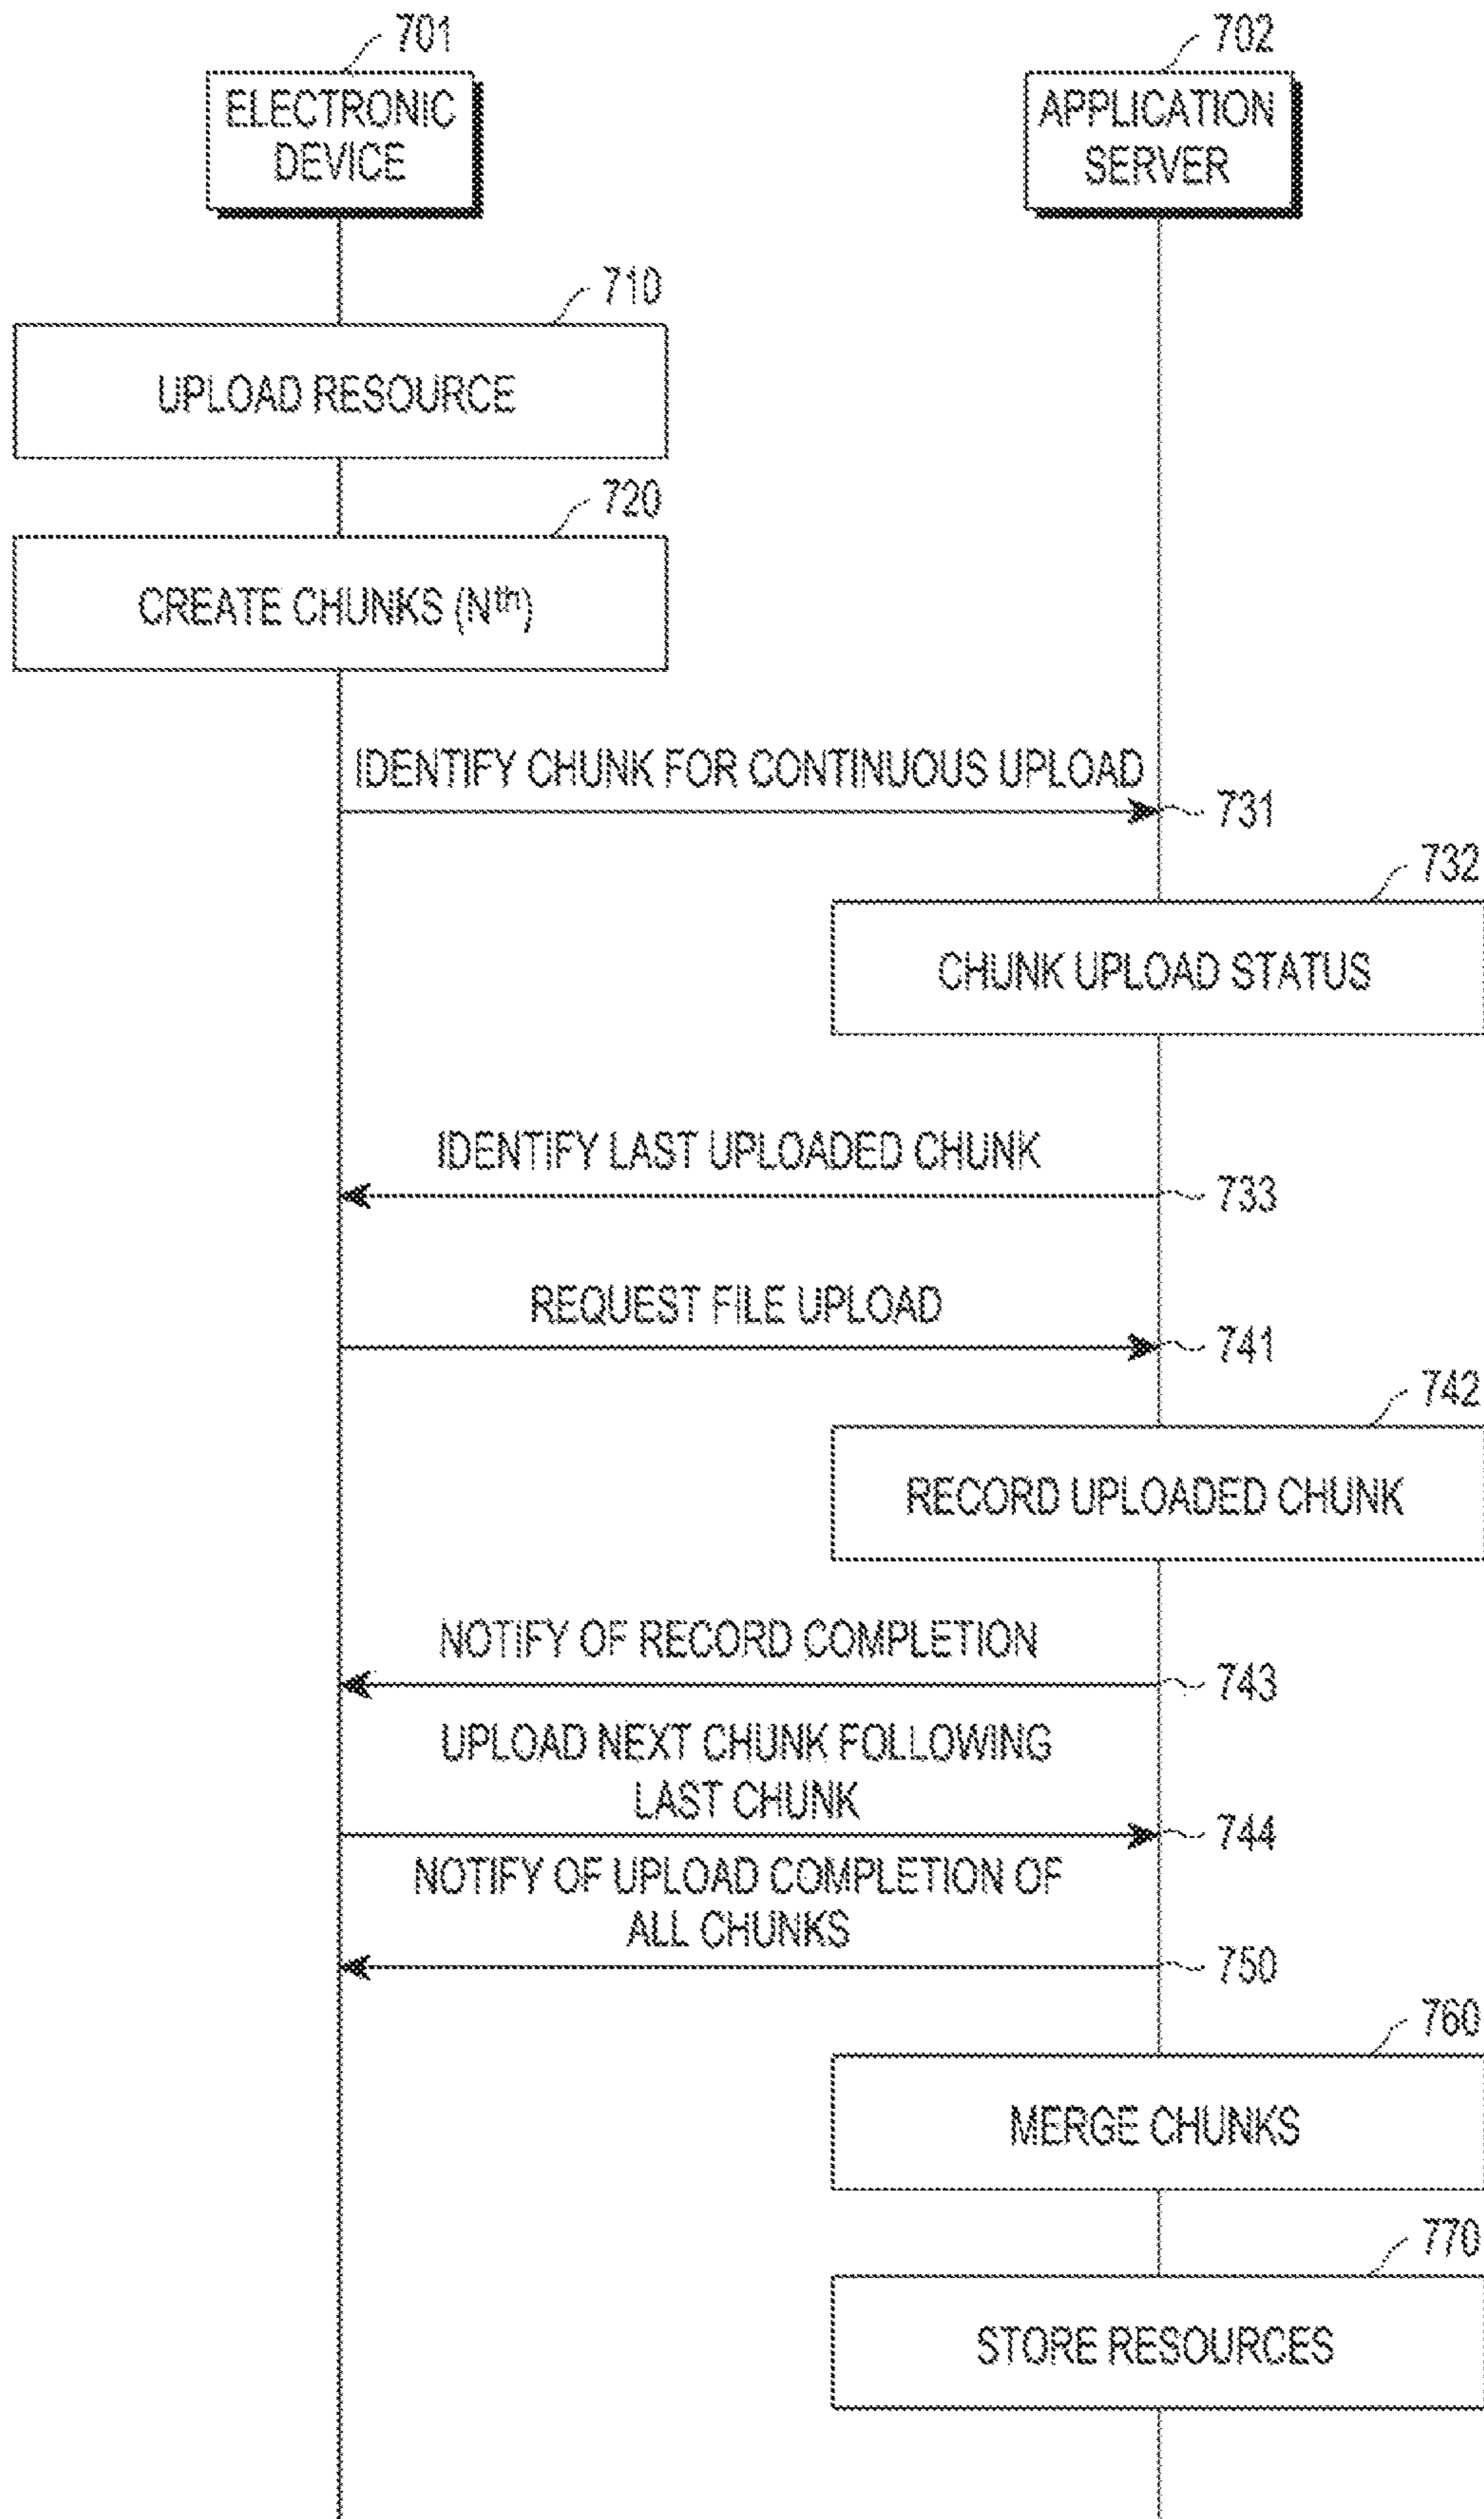 701
702
ELECTRONIC
DEVICE
APPLICATION
SERVER
710
UPLOAD RESOURCE
720
CREATE CHUNKS (Nth)
IDENTIFY CHUNK FOR CONTINUOUS UPLOAD
731
732
CHUNK UPLOAD STATUS
IDENTIFY LAST UPLOADED CHUNK
733
REQUEST FILE UPLOAD
741
742
RECORD UPLOADED CHUNK
NOTIFY OF RECORD COMPLETION
743
UPLOAD NEXT CHUNK FOLLOWING
LAST CHUNK
744
NOTIFY OF UPLOAD COMPLETION OF
ALL CHUNKS
750
760
MERGE CHUNKS
770
STORE RESOURCES